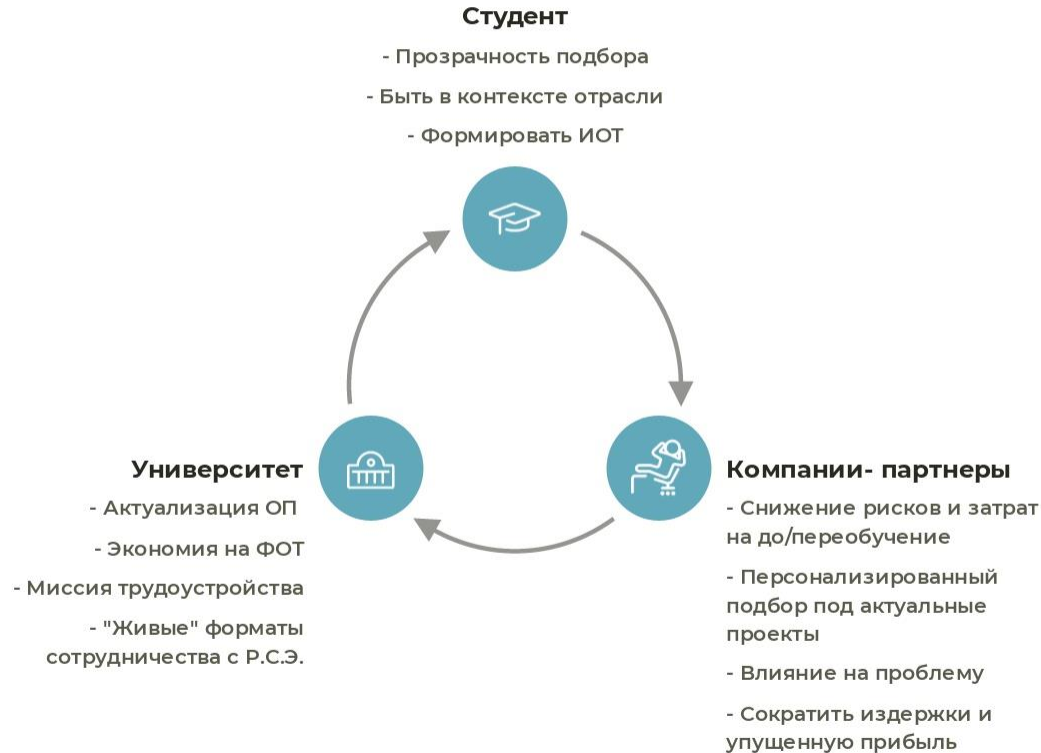 Студент
- Прозрачность подбора
- Быть в контексте отрасли
- Формировать ИОТ
Университет
- Актуализация ОП
- Экономия на ФОТ
- Миссия трудоустройства
- "Живые" форматы
сотрудничества с Р.С.Э.
Компании- партнеры
- Снижение рисков и затрат
на до/переобучение
- Персонализированный
подбор под актуальные
проекты
- Влияние на проблему
- Сократить издержки и
упущенную прибыль